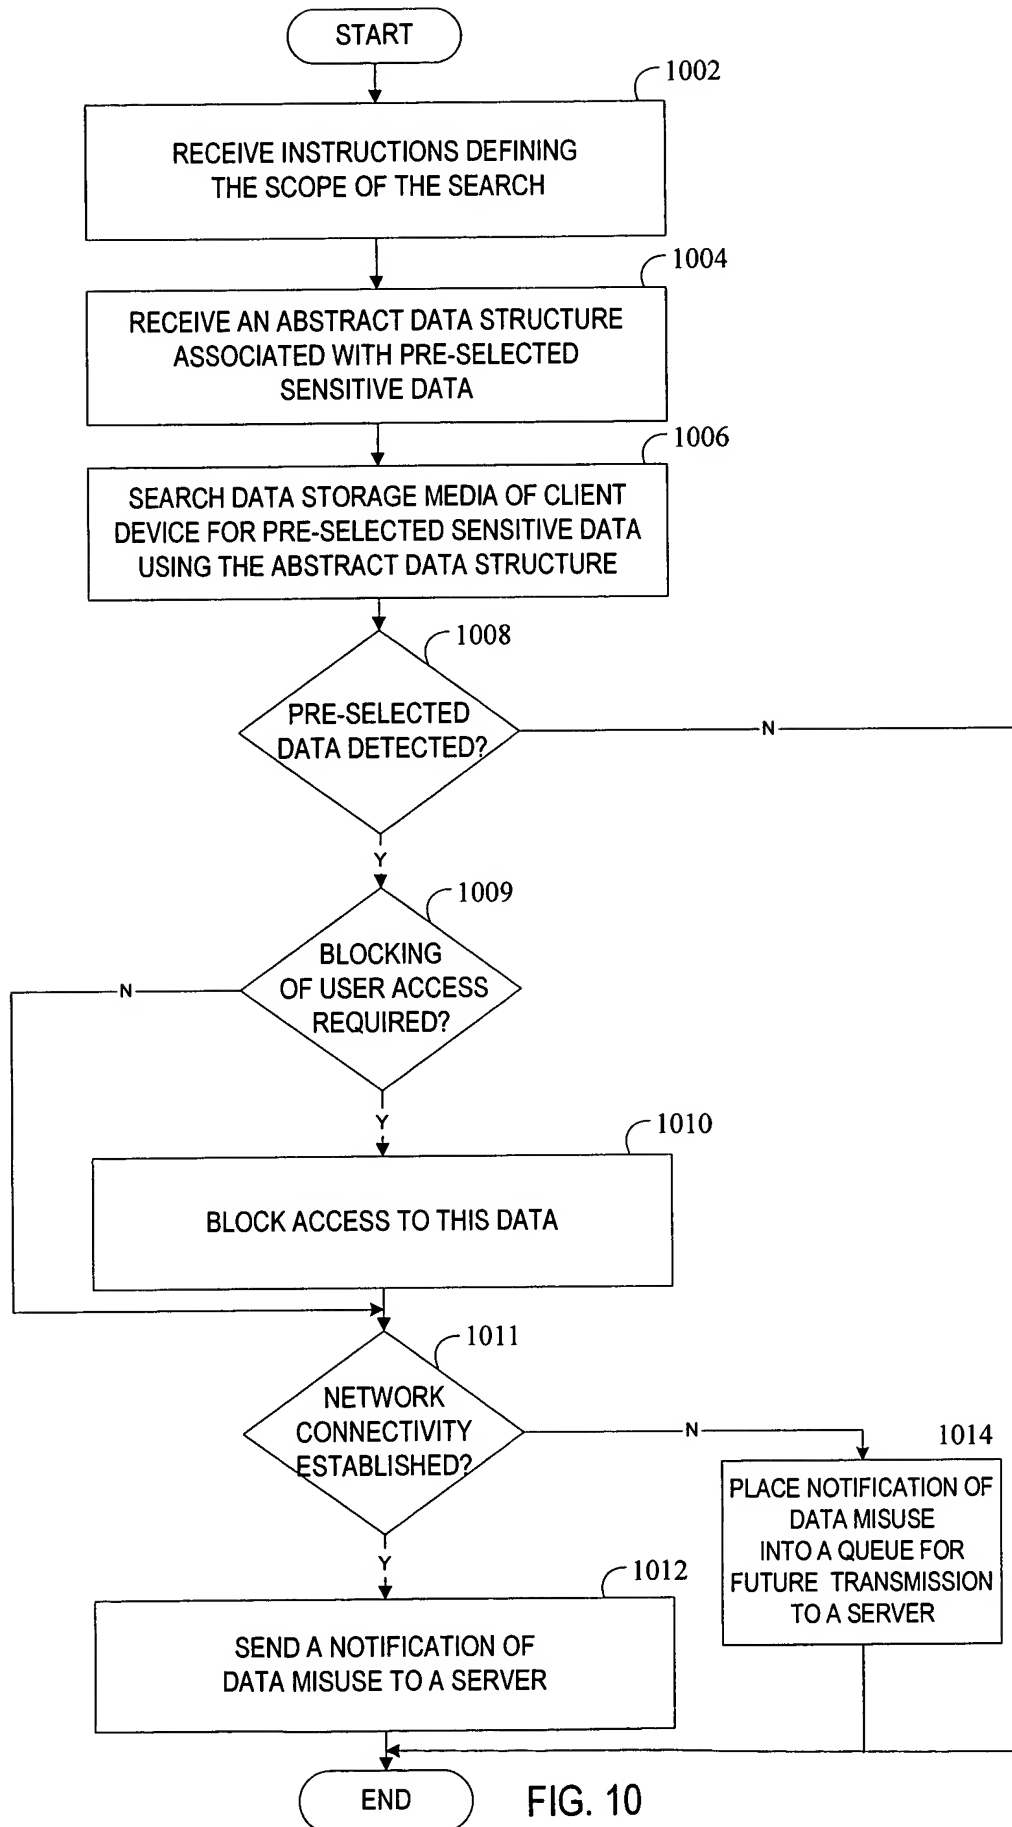 START
1002
RECEIVE INSTRUCTIONS DEFINING
THE SCOPE OF THE SEARCH
1004
RECEIVE AN ABSTRACT DATA STRUCTURE
ASSOCIATED WITH PRE-SELECTED
SENSITIVE DATA
1006
SEARCH DATA STORAGE MEDIA OF CLIENT
DEVICE FOR PRE-SELECTED SENSITIVE DATA
USING THE ABSTRACT DATA STRUCTURE
1008
PRE-SELECTED
DATA DETECTED?
N
Y
1009
BLOCKING
OF USER ACCESS
REQUIRED?
N
Y
1010
BLOCK ACCESS TO THIS DATA
1011
NETWORK
CONNECTIVITY
ESTABLISHED?
N
1014
PLACE NOTIFICATION OF
DATA MISUSE
INTO A QUEUE FOR
FUTURE TRANSMISSION
TO A SERVER
Y
1012
SEND A NOTIFICATION OF
DATA MISUSE TO A SERVER
END
FIG. 10